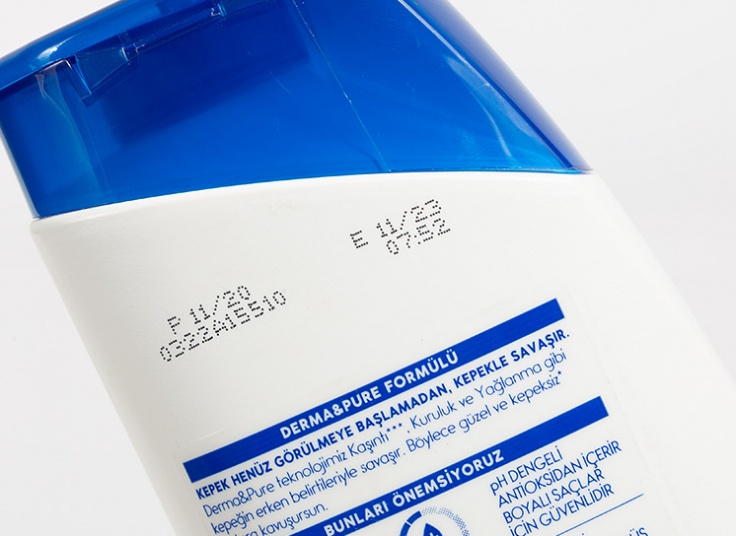 E 11/23
07:52
P 11/20
0322A15510
DERMA&PURE FORMÜLÜ
KEPEK HENÜZ GÖRÜLMEYE BAŞLAMADAN, KEPEKLE SAVAŞIR.
Derma&Pure teknolojimiz Kaşıntı***, Kuruluk ve Yağlanma gibi
kepeğin erken belirtileriyle savaşır. Böylece güzel ve kepeksiz*
kavuşursun.
BUNLARI ÖNEMSİYORUZ
pH DENGELİ
ANTİOKSİDAN İÇERİR
BOYALI SAÇLAR
İÇİN GÜVENLİDİR